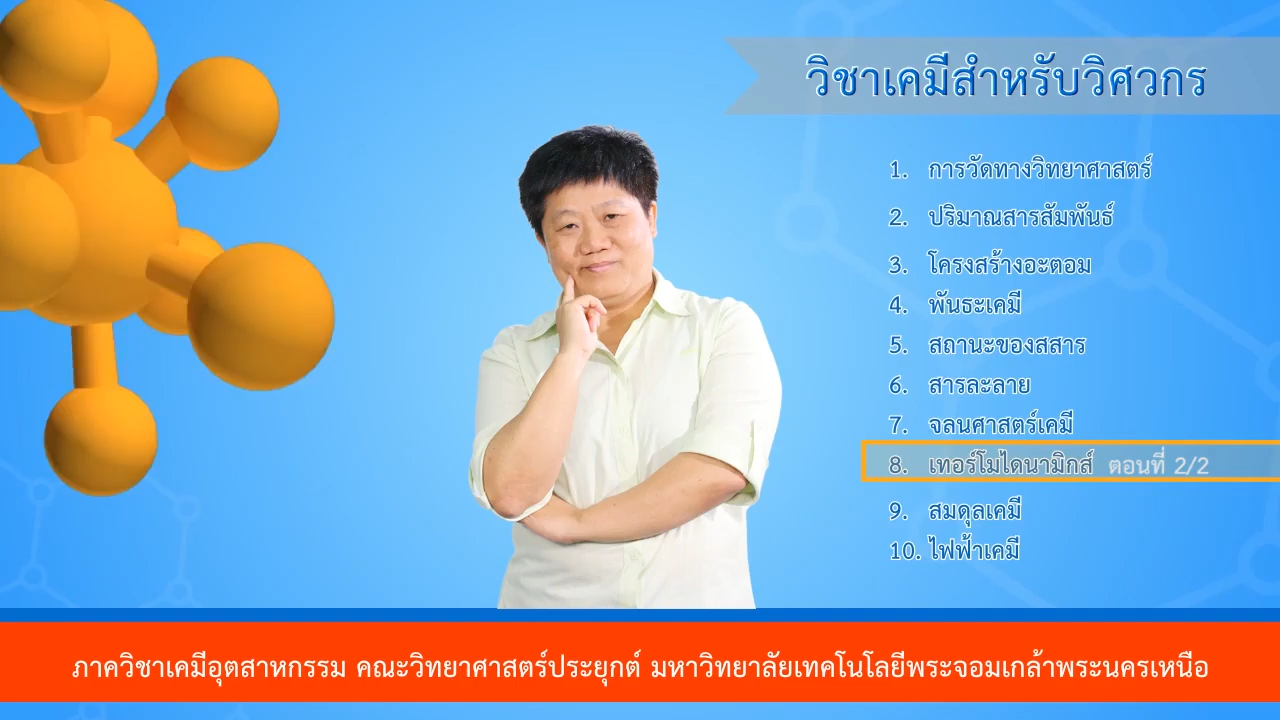 วิชาเคมีสำหรับวิศวกร
1. การวัดทางวิทยาศาสตร์
2. ปริมาณสารสัมพันธ์
3. โครงสร้างอะตอม
4. พันธะเคมี
5. สถานะของสสาร
6. สารละลาย
7. จลนศาสตร์เคมี
8. เทอร์โมไดนามิกส์ ตอนที่ 2/2
9. สมดุลเคมี
10. ไฟฟ้าเคมี
ภาควิชาเคมีอุตสาหกรรม คณะวิทยาศาสตร์ประยุกต์ มหาวิทยาลัยเทคโนโลยีพระจอมเกล้าพระนครเหนือ